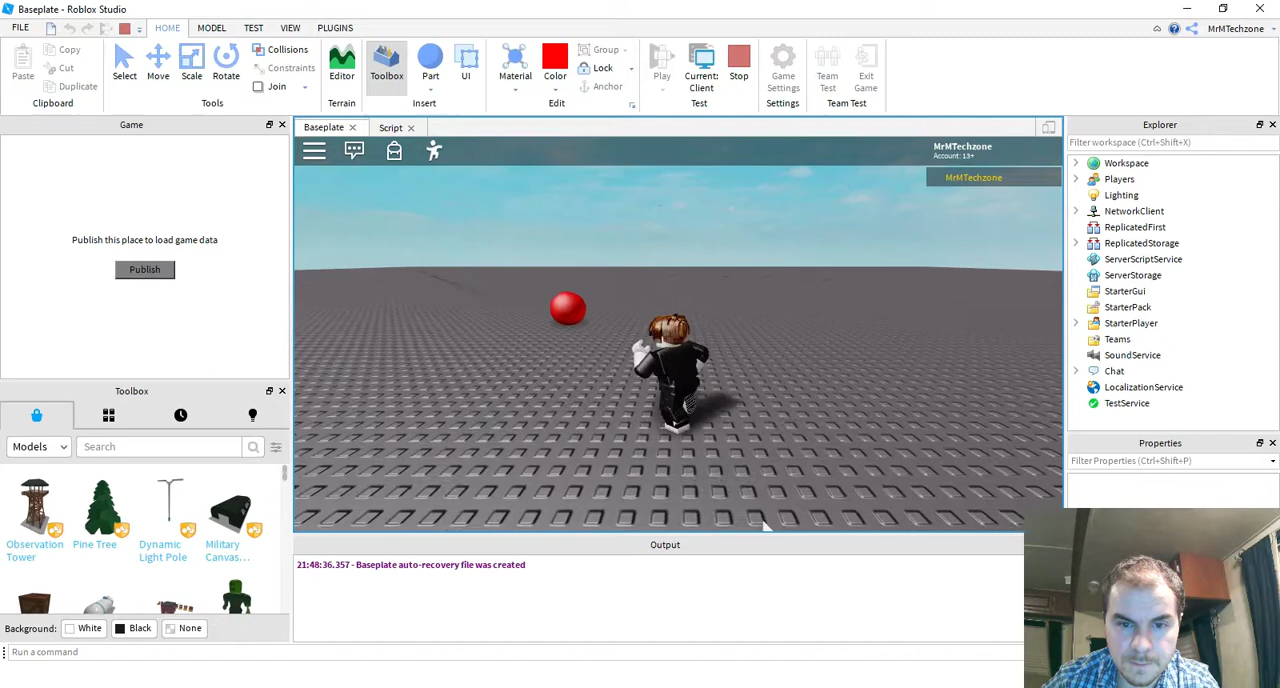 Baseplate - Roblox Studio
FILE HOME MODEL TEST VIEW PLUGINS MrMTechzone
Paste Copy Cut Duplicate
Clipboard
Select Move Scale Rotate Collisions Constraints Join
Tools
Editor
Terrain
Toolbox Part UI
Insert
Material Color Group Lock Anchor
Edit
Play Current: Client Stop
Test
Game Settings
Settings
Team Test Exit Game
Team Test
Game
Publish this place to load game data
Publish
Toolbox
Models Search
Observation Tower
Pine Tree
Dynamic Light Pole
Military Canvas...
Background: White Black None
Run a command
Baseplate Script
MrMTechzone
Account: 13+
MrMTechzone
Output
21:48:36.357 - Baseplate auto-recovery file was created
Explorer
Filter workspace (Ctrl+Shift+X)
Workspace
Players
Lighting
NetworkClient
ReplicatedFirst
ReplicatedStorage
ServerScriptService
ServerStorage
StarterGui
StarterPack
StarterPlayer
Teams
SoundService
Chat
LocalizationService
TestService
Properties
Filter Properties (Ctrl+Shift+P)